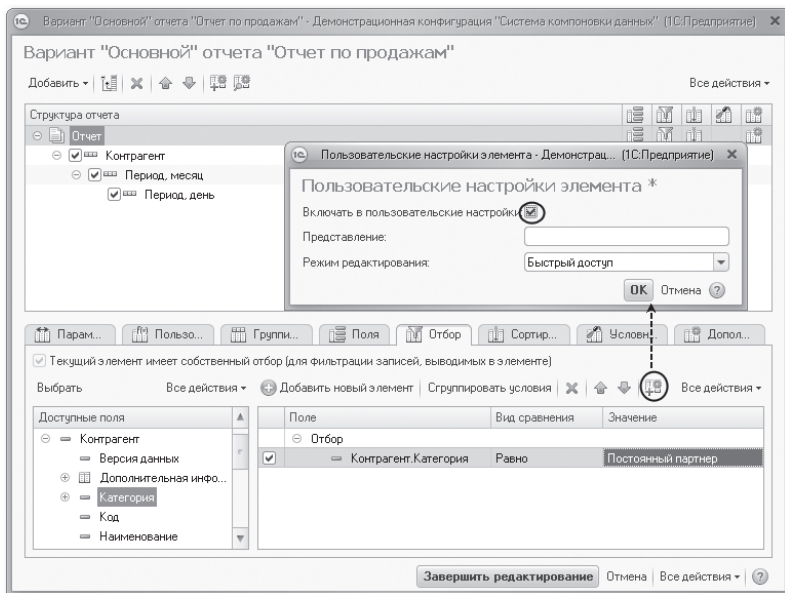 Вариант "Основной" отчета "Отчет по продажам" - Демонстрационная конфигурация "Система компоновки данных" (1С:Предприятие)
Вариант "Основной" отчета "Отчет по продажам"
Добавить
Все действия
Структура отчета
Отчет
Контрагент
Период, месяц
Период, день
Пользовательские настройки элемента - Демонстрац... (1С:Предприятие)
Пользовательские настройки элемента *
Включать в пользовательские настройки
Представление:
Режим редактирования: Быстрый доступ
OK Отмена ?
Парам... Пользо... Группи... Поля Отбор Сортир... Условн... Допол...
Текущий элемент имеет собственный отбор (для фильтрации записей, выводимых в элементе)
Выбрать Все действия Добавить новый элемент Сгруппировать условия Все действия
Доступные поля Поле Вид сравнения Значение
Контрагент Отбор
Версия данных Контрагент.Категория Равно Постоянный партнер
Дополнительная инфо...
Категория
Код
Наименование
Завершить редактирование Отмена Все действия ?